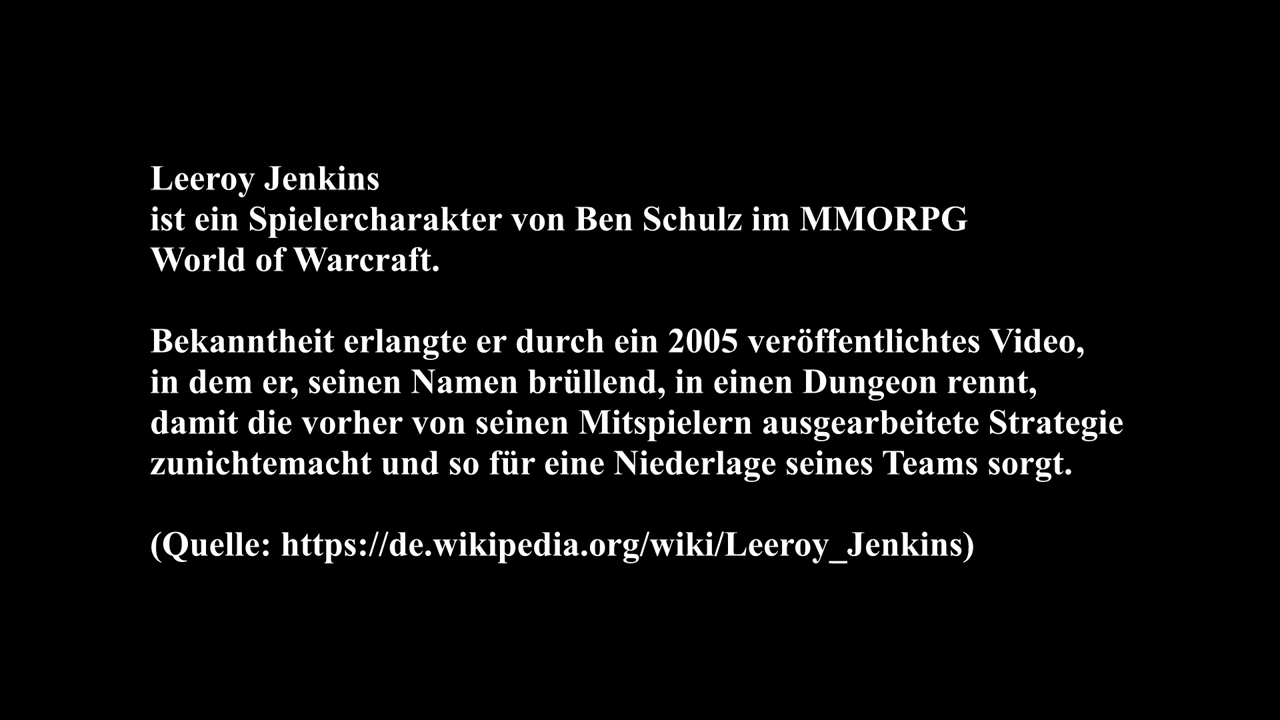 Leeroy Jenkins
ist ein Spielercharakter von Ben Schulz im MMORPG
World of Warcraft.
Bekanntheit erlangte er durch ein 2005 veröffentlichtes Video,
in dem er, seinen Namen brüllend, in einen Dungeon rennt,
damit die vorher von seinen Mitspielern ausgearbeitete Strategie
zunichtemacht und so für eine Niederlage seines Teams sorgt.
(Quelle: https://de.wikipedia.org/wiki/Leeroy_Jenkins)